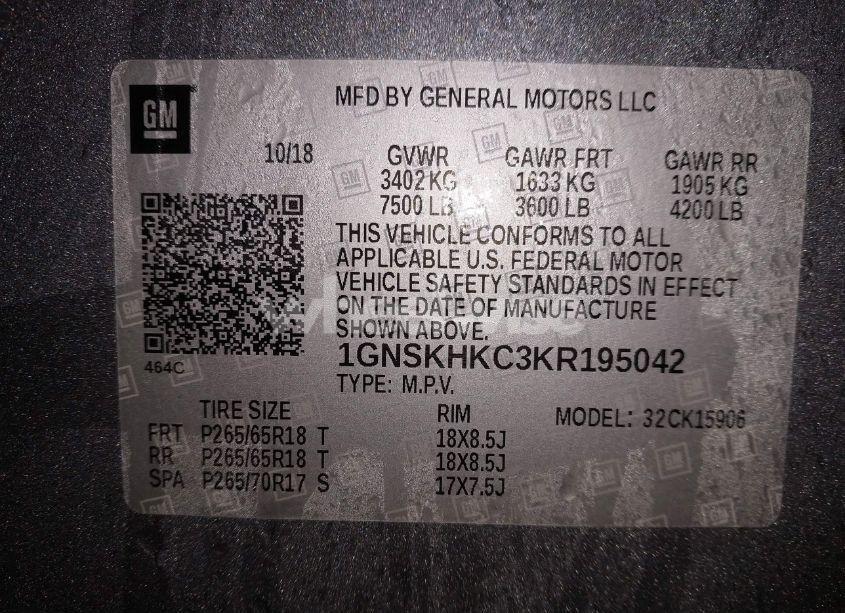 GM
MFD BY GENERAL MOTORS LLC
10/18 GVWR GAWR FRT GAWR RR
3402 KG 1633 KG 1905 KG
7500 LB 3600 LB 4200 LB
THIS VEHICLE CONFORMS TO ALL
APPLICABLE U.S. FEDERAL MOTOR
VEHICLE SAFETY STANDARDS IN EFFECT
ON THE DATE OF MANUFACTURE
SHOWN ABOVE.
464C
1GNSKHKC3KR195042
TYPE: M.P.V.
TIRE SIZE RIM MODEL: 32CK15906
FRT P265/65R18 T 18X8.5J
RR P265/65R18 T 18X8.5J
SPA P265/70R17 S 17X7.5J